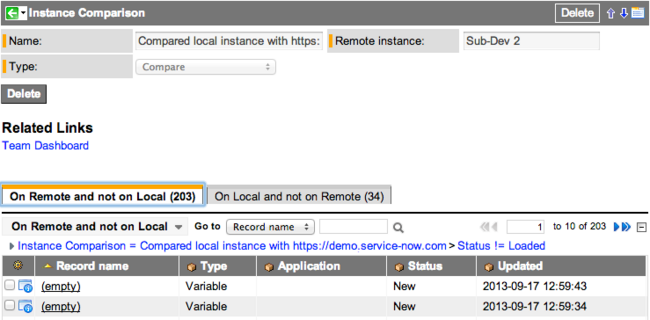 Instance Comparison Delete
Name: Compared local instance with https: Remote instance: Sub-Dev 2
Type: Compare
Delete
Related Links
Team Dashboard
On Remote and not on Local (203) On Local and not on Remote (34)
On Remote and not on Local Go to Record name 1 to 10 of 203
Instance Comparison = Compared local instance with https://demo.service-now.com > Status != Loaded
Record name Type Application Status Updated
(empty) Variable New 2013-09-17 12:59:43
(empty) Variable New 2013-09-17 12:59:34